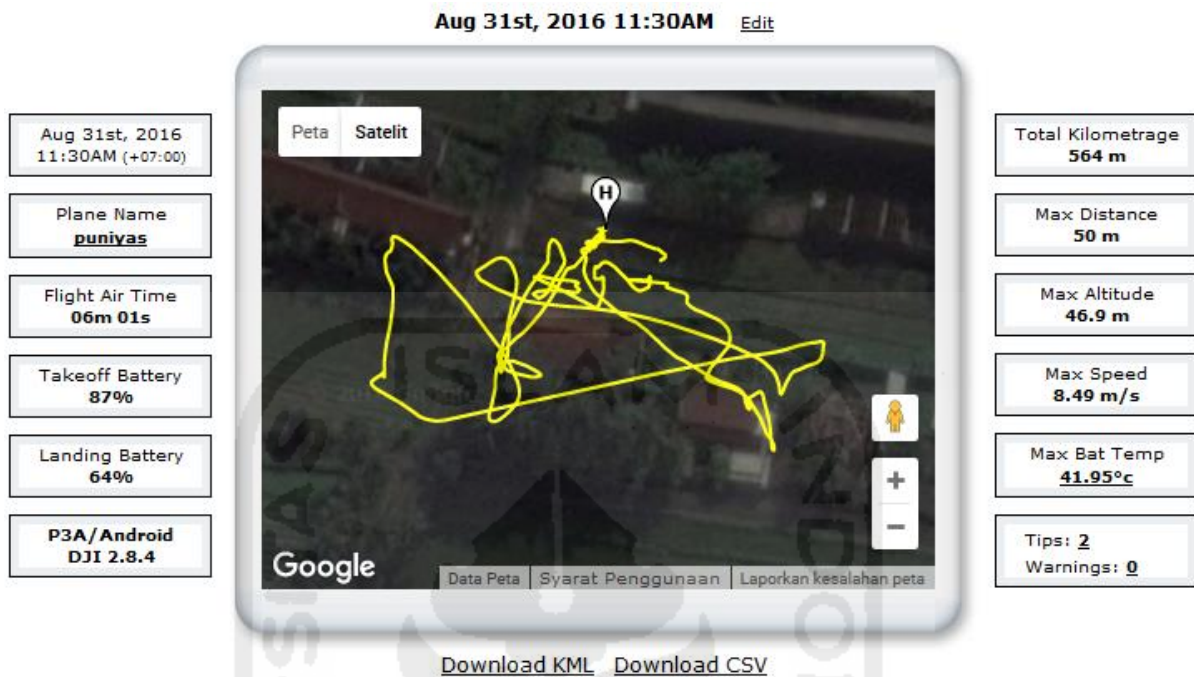 Aug 31st, 2016 11:30AM Edit
Aug 31st, 2016
11:30AM (+07:00)
Plane Name
puniyas
Flight Air Time
06m 01s
Takeoff Battery
87%
Landing Battery
64%
P3A/Android
DJI 2.8.4
Peta Satelit
H
ISLAM
Google
Data Peta Syarat Penggunaan Laporkan kesalahan peta
Total Kilometrage
564 m
Max Distance
50 m
Max Altitude
46.9 m
Max Speed
8.49 m/s
Max Bat Temp
41.95°c
Tips: 2
Warnings: 0
Download KML Download CSV